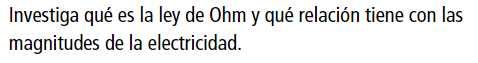 Investiga qué es la ley de Ohm y qué relación tiene con las
magnitudes de la electricidad.